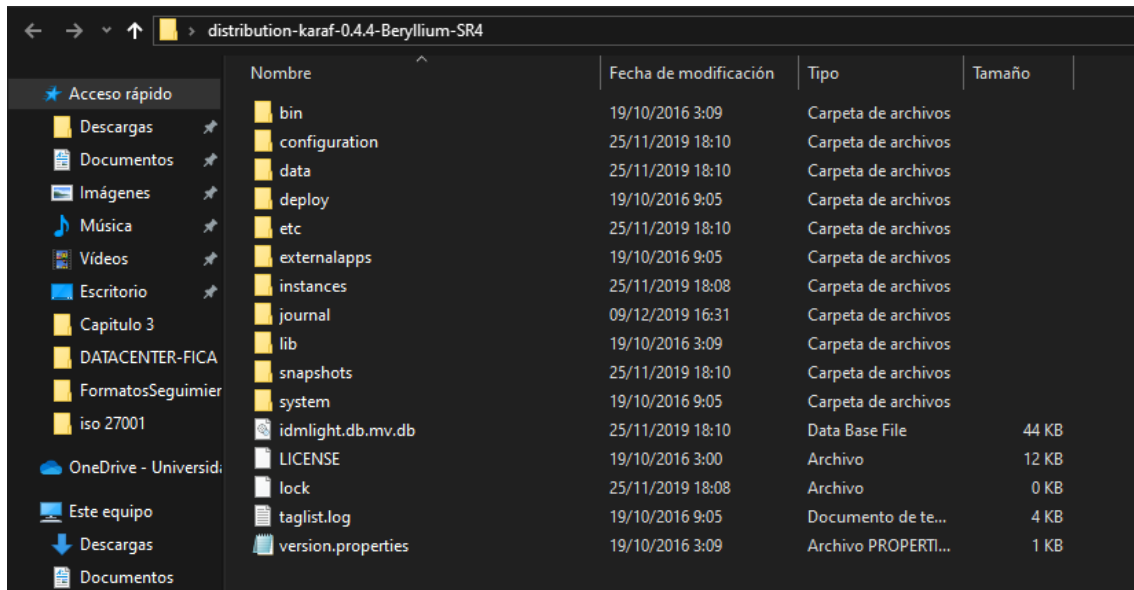 distribution-karaf-0.4.4-Beryllium-SR4
Nombre Fecha de modificación Tipo Tamaño
Acceso rápido
Descargas
Documentos
Imágenes
Música
Vídeos
Escritorio
Capitulo 3
DATACENTER-FICA
FormatosSeguimier
iso 27001
OneDrive - Universida
Este equipo
Descargas
Documentos
bin 19/10/2016 3:09 Carpeta de archivos
configuration 25/11/2019 18:10 Carpeta de archivos
data 25/11/2019 18:10 Carpeta de archivos
deploy 19/10/2016 9:05 Carpeta de archivos
etc 25/11/2019 18:10 Carpeta de archivos
externalapps 19/10/2016 9:05 Carpeta de archivos
instances 25/11/2019 18:08 Carpeta de archivos
journal 09/12/2019 16:31 Carpeta de archivos
lib 19/10/2016 3:09 Carpeta de archivos
snapshots 25/11/2019 18:10 Carpeta de archivos
system 19/10/2016 9:05 Carpeta de archivos
idmlight.db.mv.db 25/11/2019 18:10 Data Base File 44 KB
LICENSE 19/10/2016 3:00 Archivo 12 KB
lock 25/11/2019 18:08 Archivo 0 KB
taglist.log 19/10/2016 9:05 Documento de te... 4 KB
version.properties 19/10/2016 3:09 Archivo PROPERTI... 1 KB